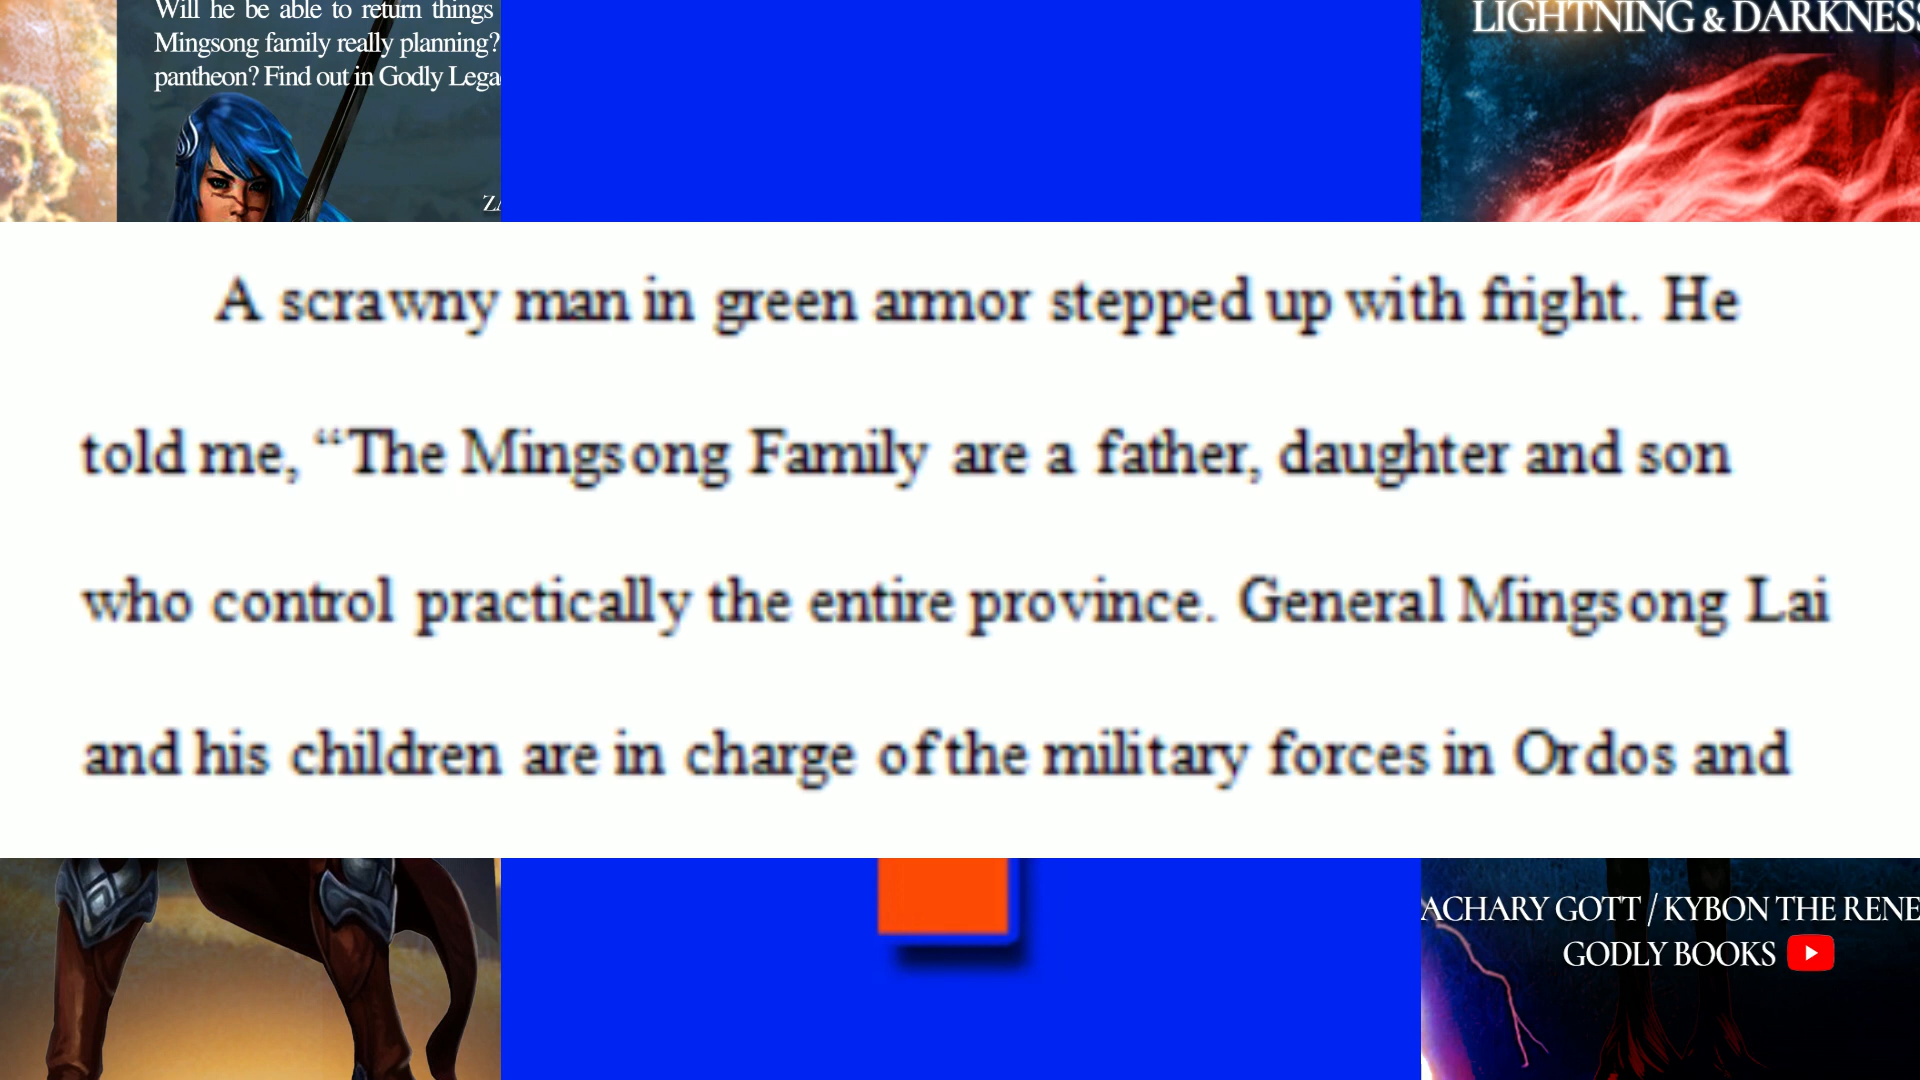 Will he be able to return things
Mingsong family really planning?
pantheon? Find out in Godly
LIGHTNING & DARKNESS
A scrawny man in green armor stepped up with fright. He
told me, “The Mingsong Family are a father, daughter and son
who control practically the entire province. General Mingsong Lai
and his children are in charge of the military forces in Ordos and
ACHARY GOTT / KYBON THE RENE
GODLY BOOKS